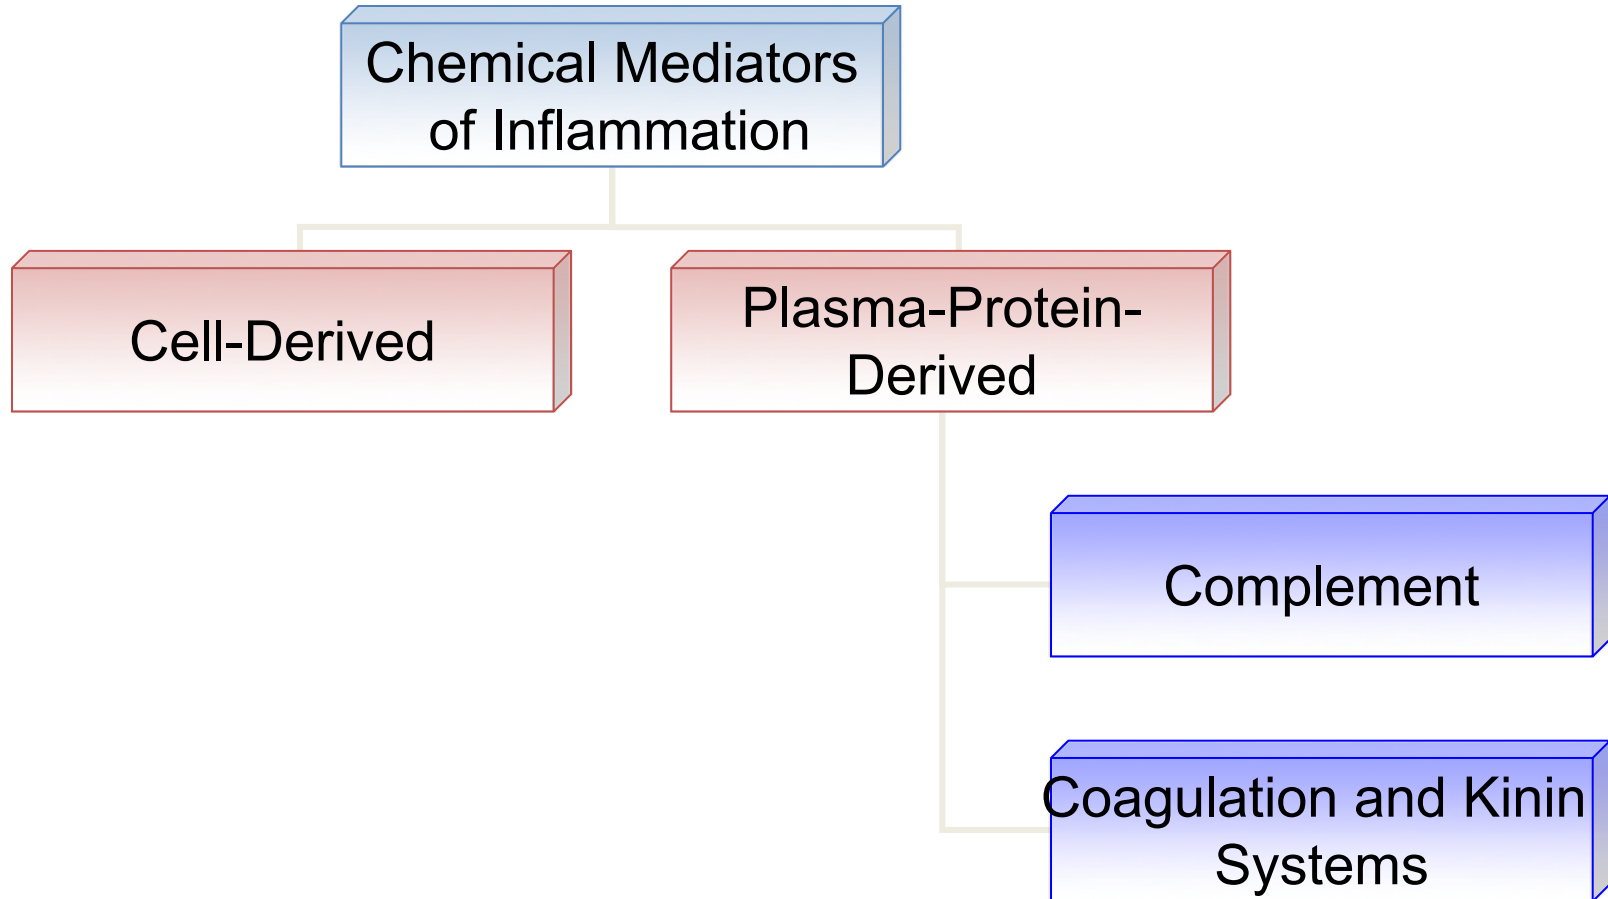 Chemical Mediators
of Inflammation
Cell-Derived
Plasma-Protein-
Derived
Complement
Coagulation and Kinin
Systems